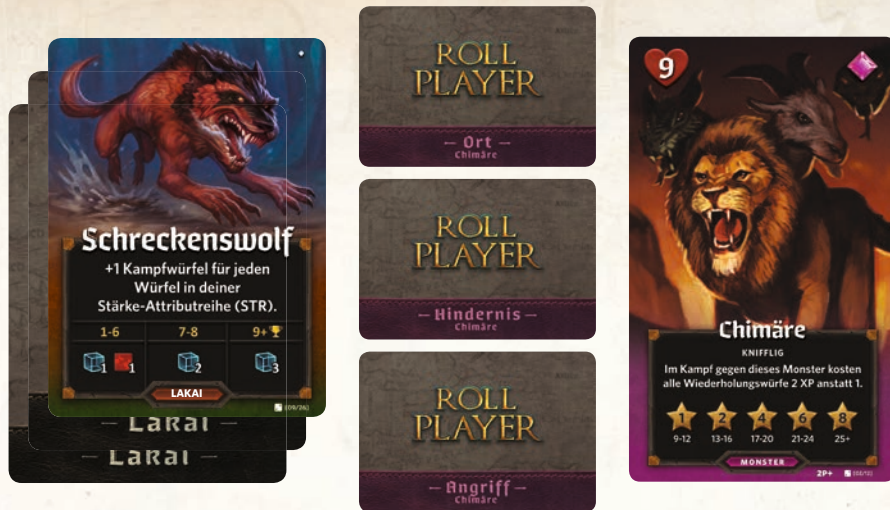 Schreckenswolf
+1 Kampfwürfel für jeden
Würfel in deiner
Stärke-Attributreihe (STR).
1-6 7-8 9+
1 1 2 3
LAKAI
— Lakai —
— Lakai —
ROLL
PLAYER
— Ort —
Chimäre
ROLL
PLAYER
— Hindernis —
Chimäre
ROLL
PLAYER
— Angriff —
Chimäre
9
Chimäre
KNIFFLIG
Im Kampf gegen dieses Monster kosten
alle Wiederholungswürfe 2 XP anstatt 1.
1 2 4 6 8
9-12 13-16 17-20 21-24 25+
MONSTER
2P+